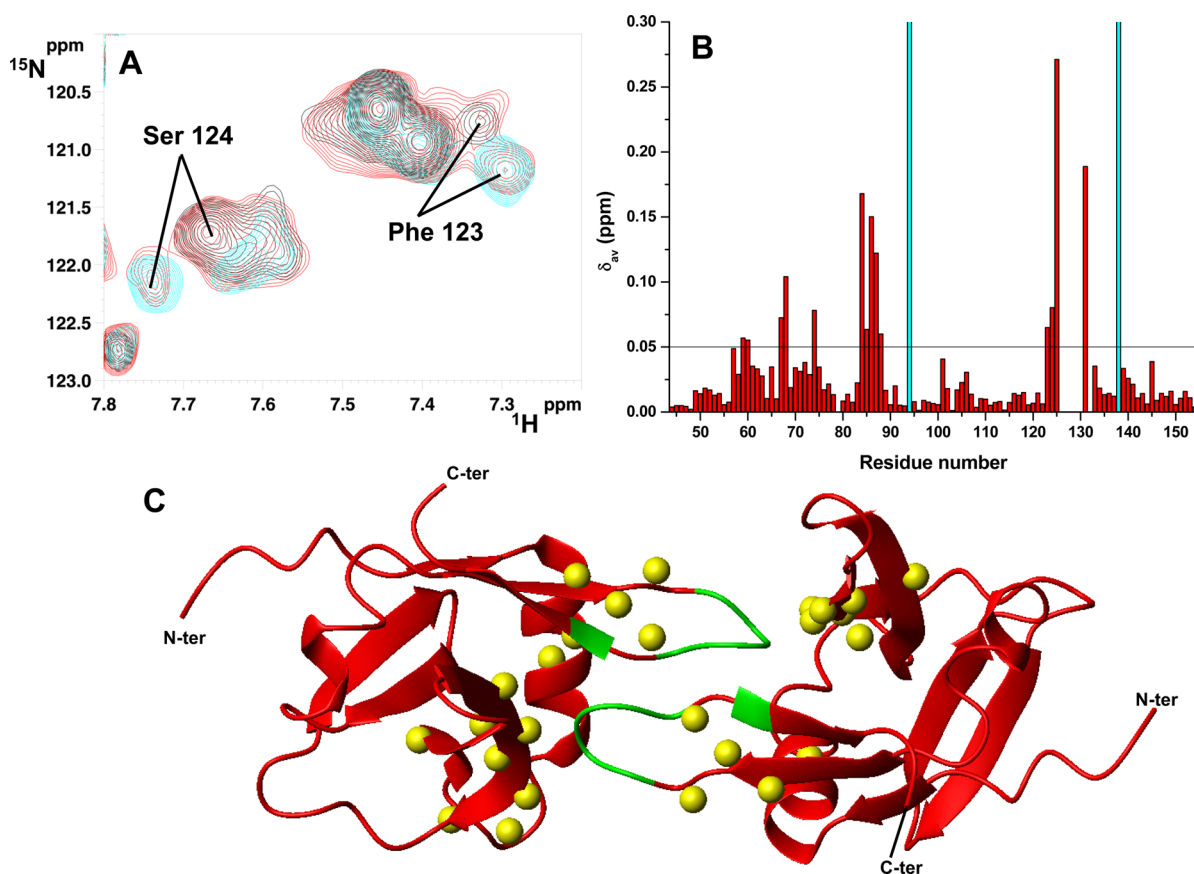 A
ppm
15N
120.5
121.0
121.5
122.0
122.5
123.0
Ser 124
Phe 123
7.8
7.7
7.6
7.5
7.4
7.3
ppm
1H
B
0.30
0.25
0.20
0.15
0.10
0.05
0.00
δav (ppm)
50
60
70
80
90
100
110
120
130
140
150
Residue number
C
C-ter
N-ter
N-ter
C-ter